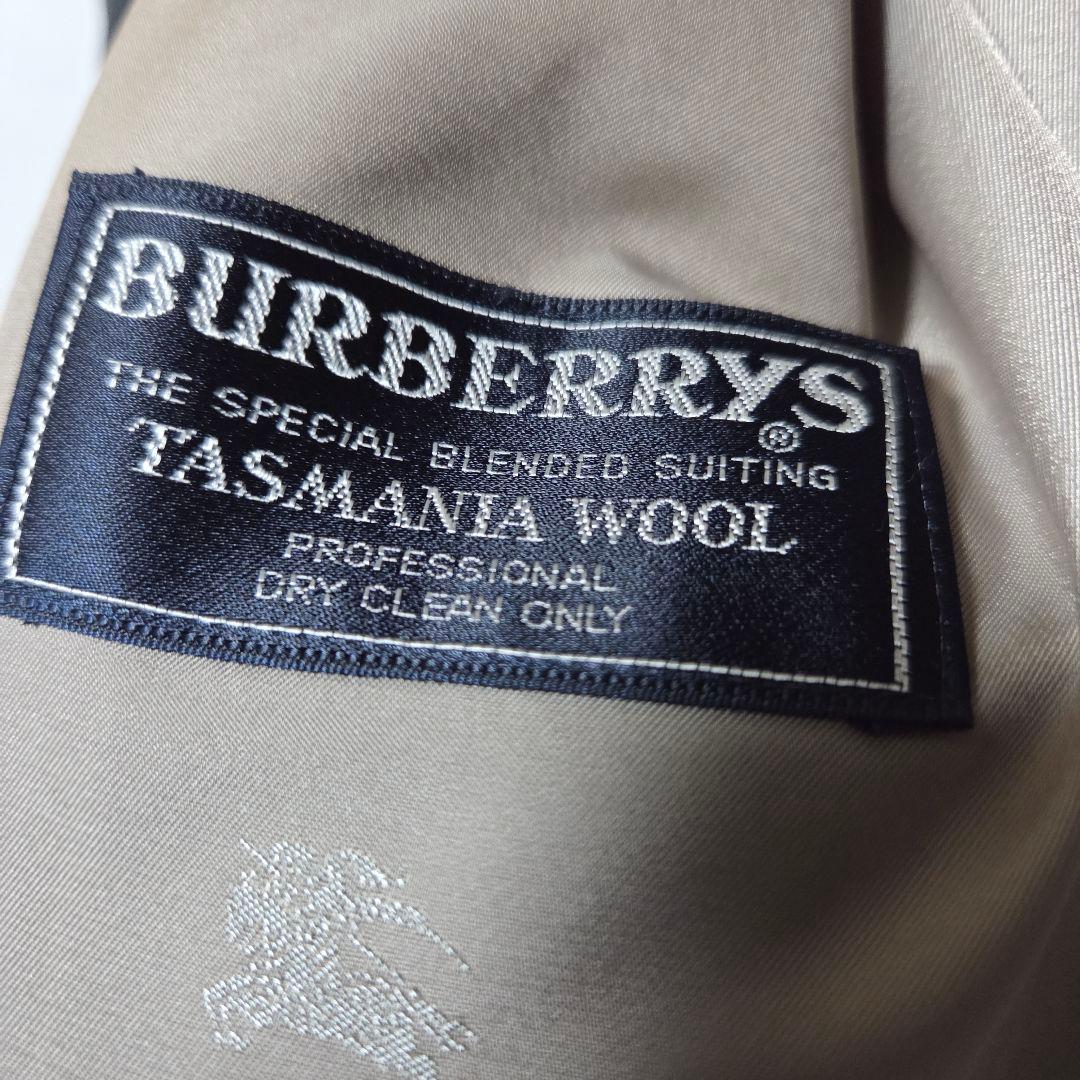 BURBERRYS
®
THE SPECIAL BLENDED SUITING
TASMANIA WOOL
PROFESSIONAL
DRY CLEAN ONLY